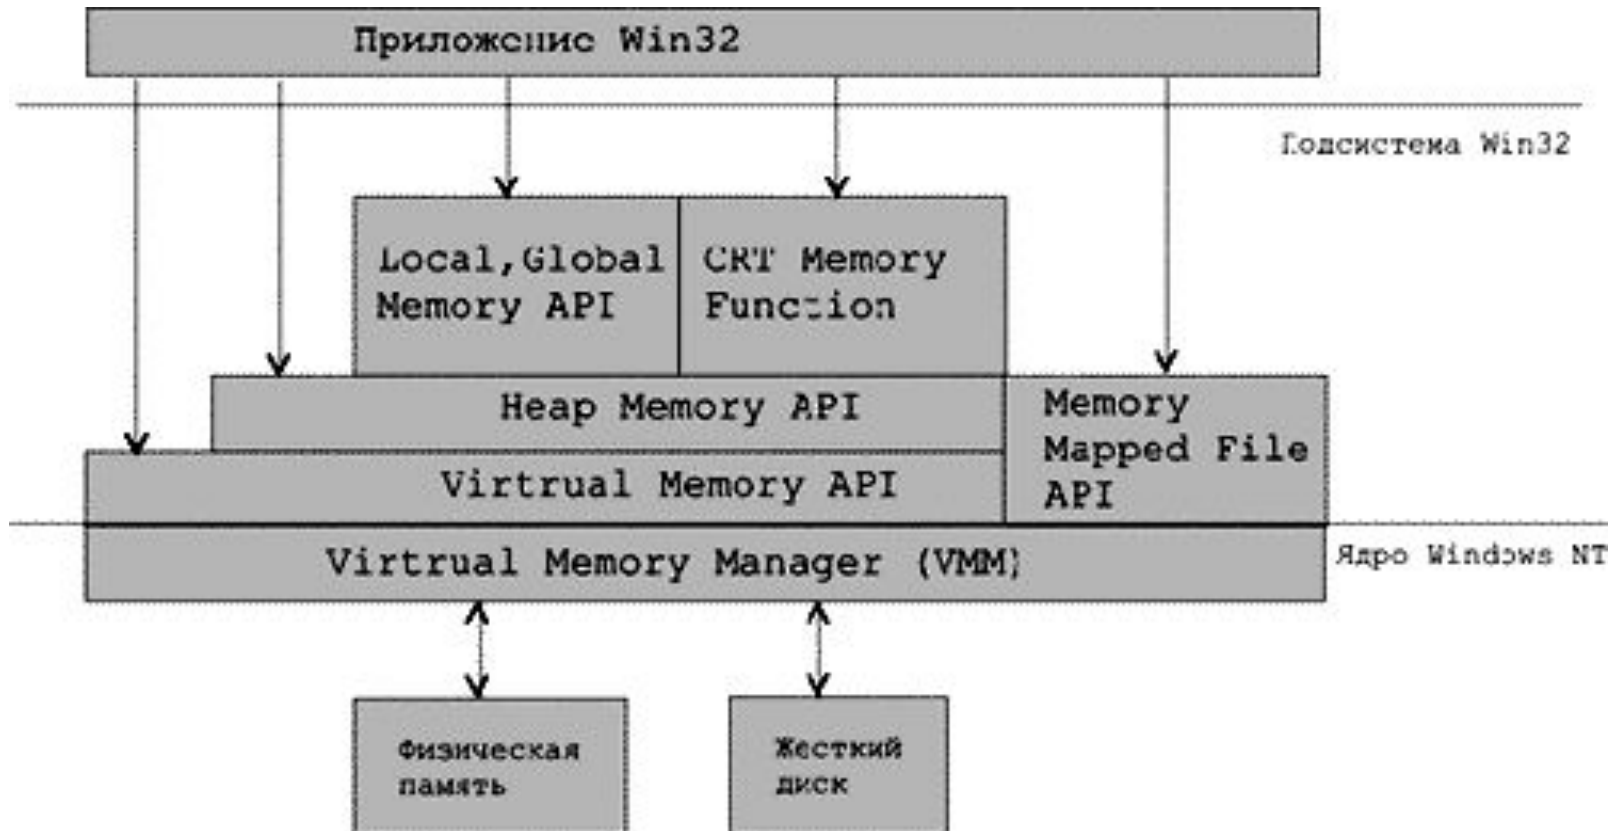 Приложение Win32
Подсистема Win32
Local,Global
Memory API
CRT Memory
Function
Heap Memory API
Memory
Mapped File
API
Virtrual Memory API
Virtrual Memory Manager (VMM)
Ядро Windows NT
Физическая
память
Жесткий
диск